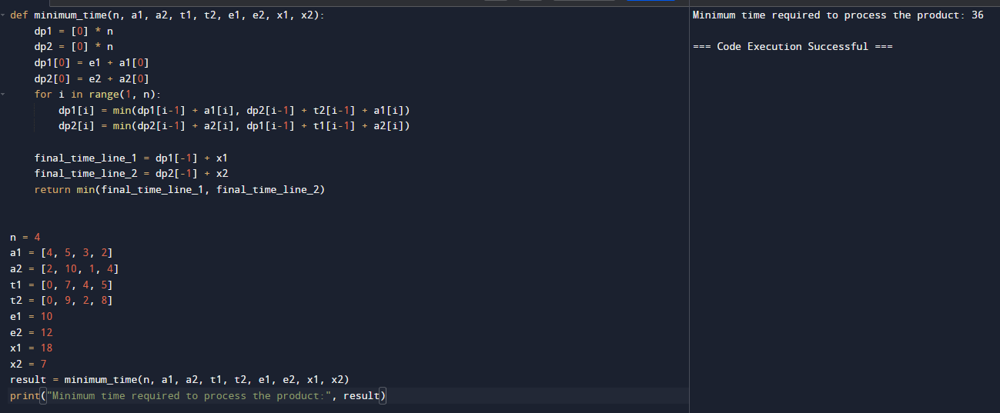 def minimum_time(n, a1, a2, t1, t2, e1, e2, x1, x2):
    dp1 = [0] * n
    dp2 = [0] * n
    dp1[0] = e1 + a1[0]
    dp2[0] = e2 + a2[0]
    for i in range(1, n):
        dp1[i] = min(dp1[i-1] + a1[i], dp2[i-1] + t2[i-1] + a1[i])
        dp2[i] = min(dp2[i-1] + a2[i], dp1[i-1] + t1[i-1] + a2[i])
    final_time_line_1 = dp1[-1] + x1
    final_time_line_2 = dp2[-1] + x2
    return min(final_time_line_1, final_time_line_2)
n = 4
a1 = [4, 5, 3, 2]
a2 = [2, 10, 1, 4]
t1 = [0, 7, 4, 5]
t2 = [0, 9, 2, 8]
e1 = 10
e2 = 12
x1 = 18
x2 = 7
result = minimum_time(n, a1, a2, t1, t2, e1, e2, x1, x2)
print("Minimum time required to process the product:", result)
Minimum time required to process the product: 36
=== Code Execution Successful ===